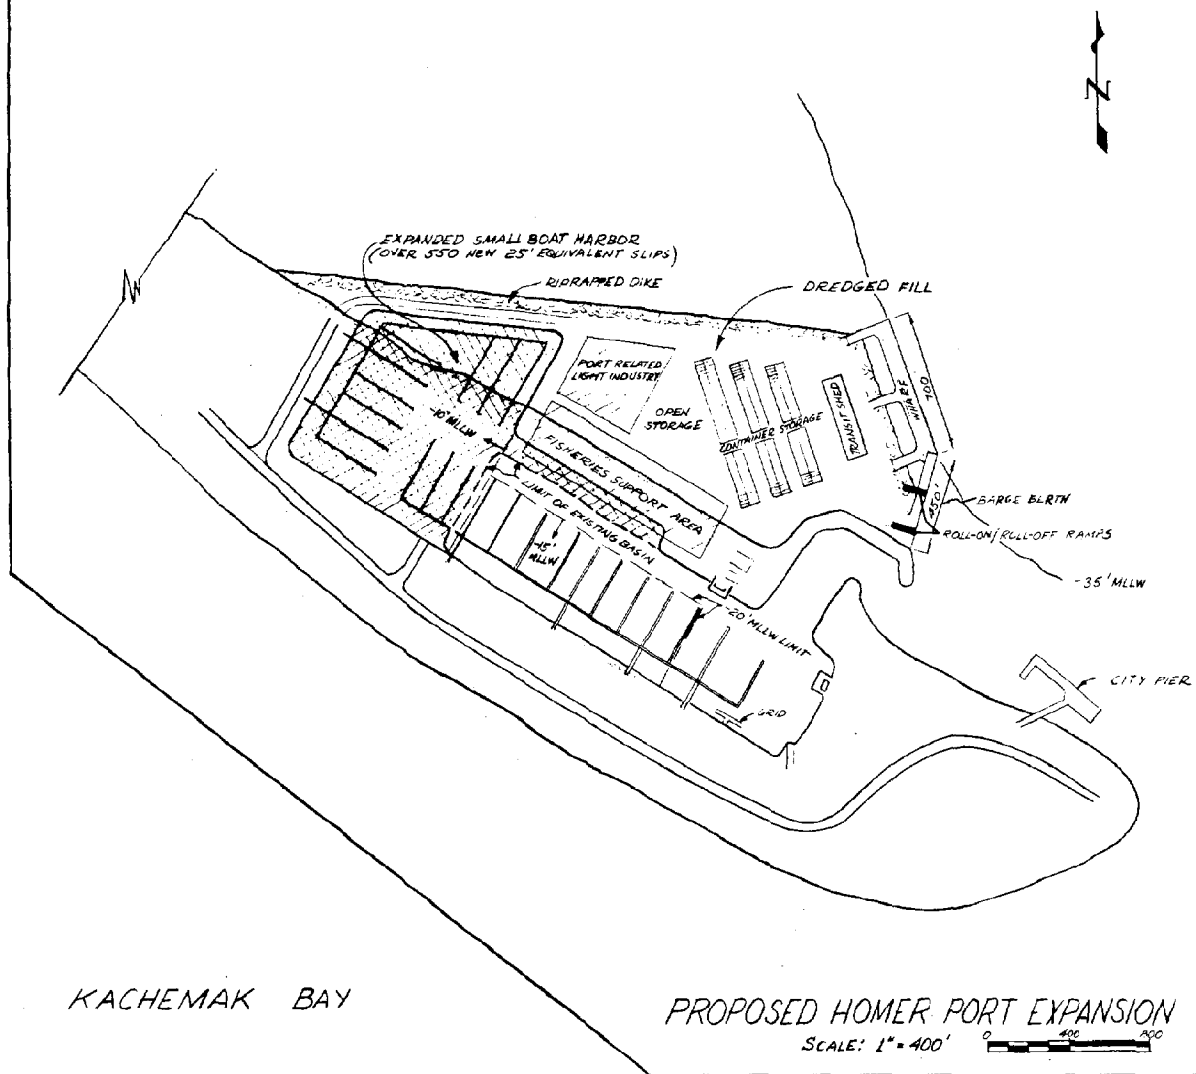 N
EXPANDED SMALL BOAT HARBOR
(OVER 550 NEW 25' EQUIVALENT SLIPS)
RIPRAPPED DIKE
DREDGED FILL
PORT RELATED
LIGHT INDUSTRY
OPEN
STORAGE
CONTAINER STORAGE
TRANSIT SHED
WHARF
700
-10' MLLW
FISHERIES SUPPORT AREA
LIMIT OF EXISTING BASIN
-15'
MLLW
450'
BARGE BERTH
ROLL-ON/ROLL-OFF RAMPS
-35' MLLW
-20' MLLW LIMIT
CITY PIER
GRID
KACHEMAK BAY
PROPOSED HOMER PORT EXPANSION
SCALE: 1" = 400'
0 400 800